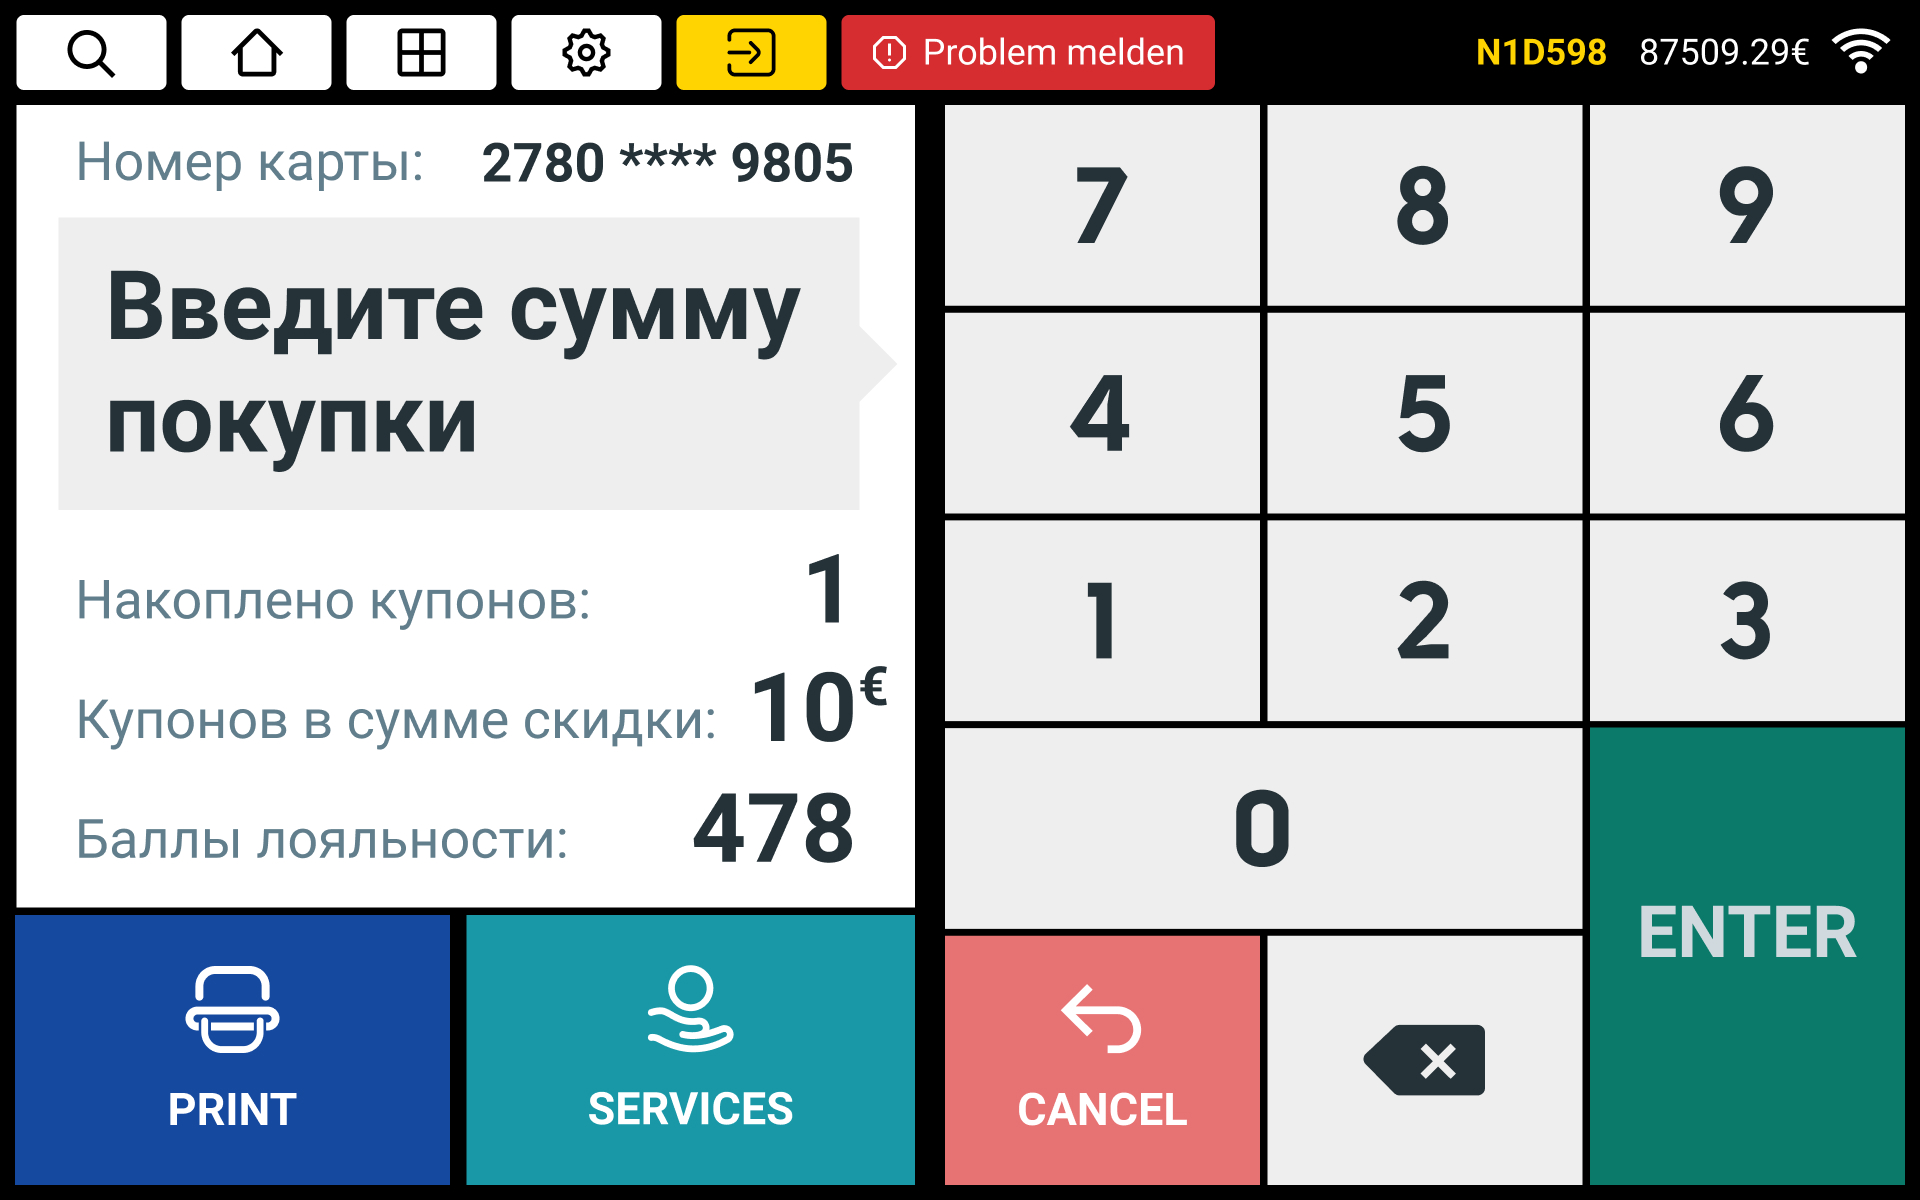 Problem melden
N1D598 87509.29€
Номер карты: 2780 **** 9805
Введите сумму
покупки
Накоплено купонов: 1
Купонов в сумме скидки: 10€
Баллы лояльности: 478
PRINT
SERVICES
7 8 9
4 5 6
1 2 3
0
ENTER
CANCEL